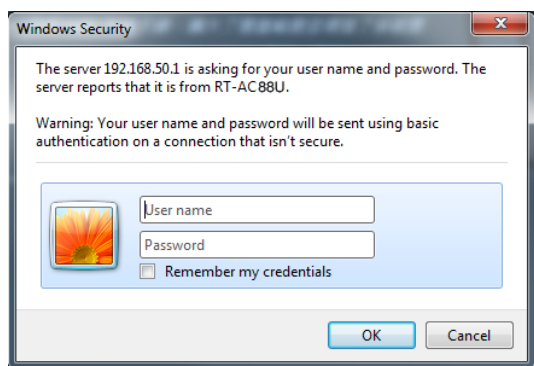 Windows Security
The server 192.168.50.1 is asking for your user name and password. The
server reports that it is from RT-AC88U.
Warning: Your user name and password will be sent using basic
authentication on a connection that isn't secure.
User name
Password
Remember my credentials
OK
Cancel